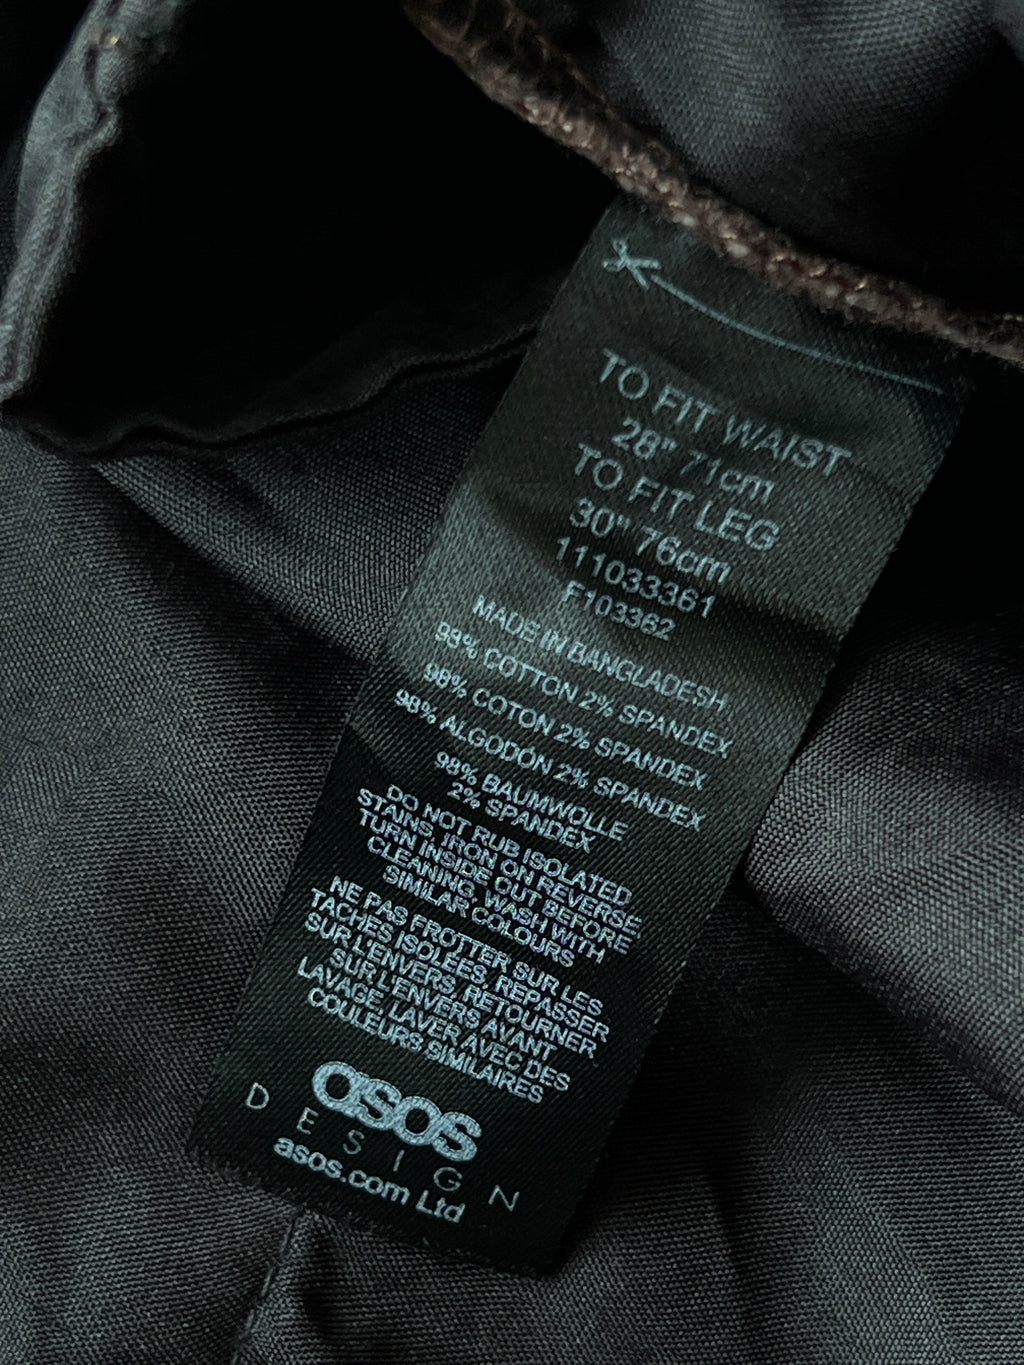 TO FIT WAIST
28" 71cm
TO FIT LEG
30" 76cm
111033361
F103362
MADE IN BANGLADESH,
98% COTTON 2% SPANDEX
98% COTON 2% SPANDEX
98% ALGODÓN 2% SPANDEX
98% BAUMWOLLE
2% SPANDEX
DO NOT RUB ISOLATED
STAINS, IRON ON REVERSE
TURN INSIDE OUT BEFORE
CLEANING, WASH WITH
SIMILAR COLOURS
NE PAS FROTTER SUR LES
TACHES ISOLÉES, REPASSER
SUR L'ENVERS, RETOURNER
SUR L'ENVERS AVANT
LAVAGE, LAVER AVEC DES
COULEURS SIMILAIRES
asos
DESIGN
asos.com Ltd